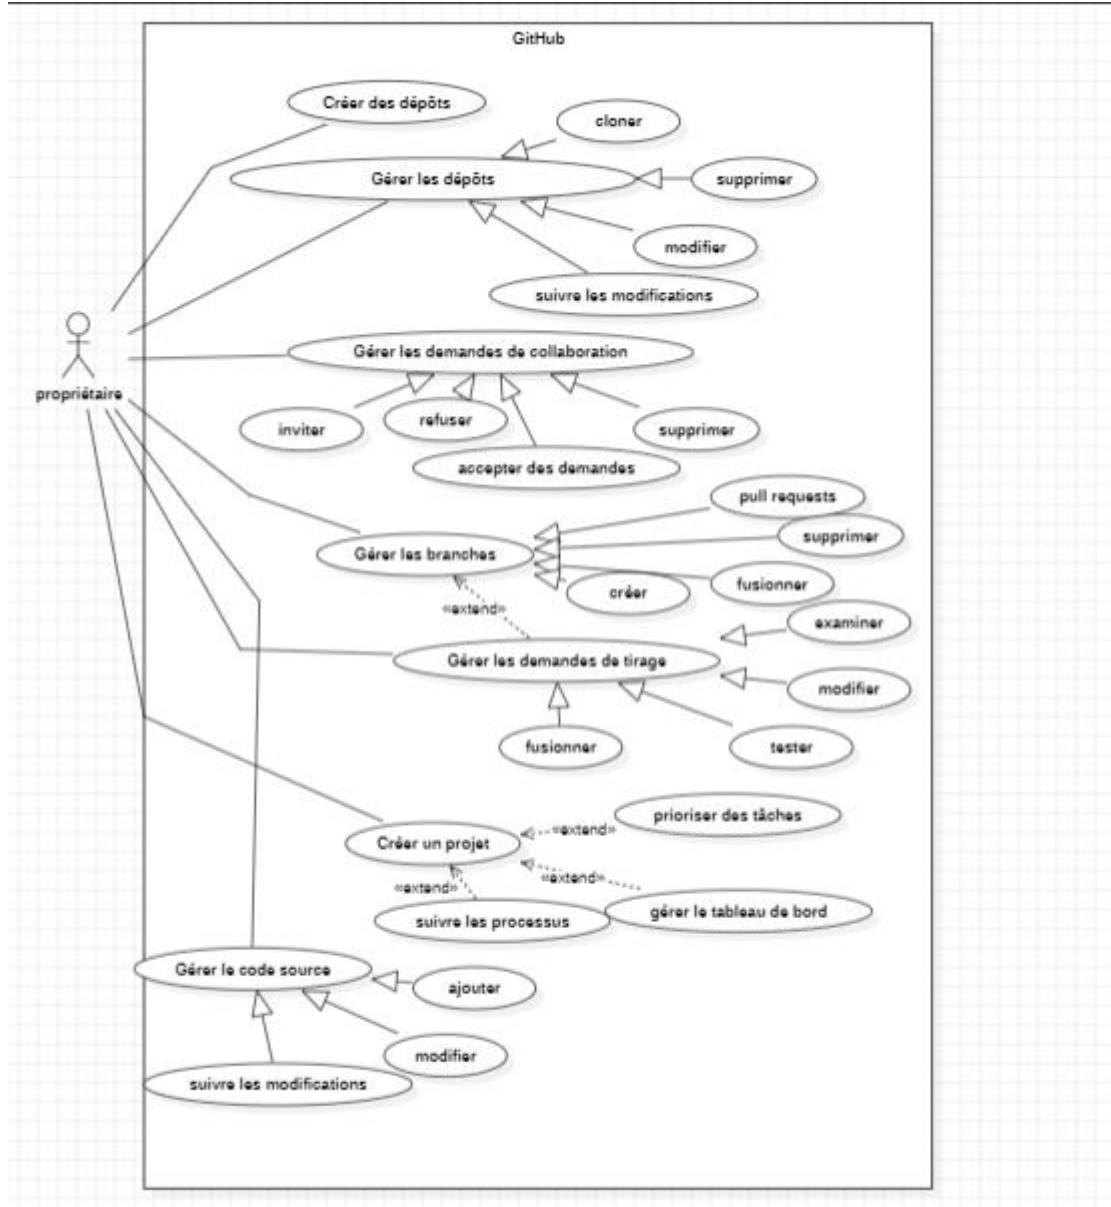 GitHub
Créer des dépôts
cloner
Gérer les dépôts
supprimer
modifier
suivre les modifications
propriétaire
Gérer les demandes de collaboration
inviter
refuser
supprimer
accepter des demandes
pull requests
supprimer
Gérer les branches
fusionner
créer
«extend»
examiner
Gérer les demandes de tirage
modifier
fusionner
tester
prioriser des tâches
«extend»
Créer un projet
«extend»
«extend»
gérer le tableau de bord
suivre les processus
Gérer le code source
ajouter
modifier
suivre les modifications